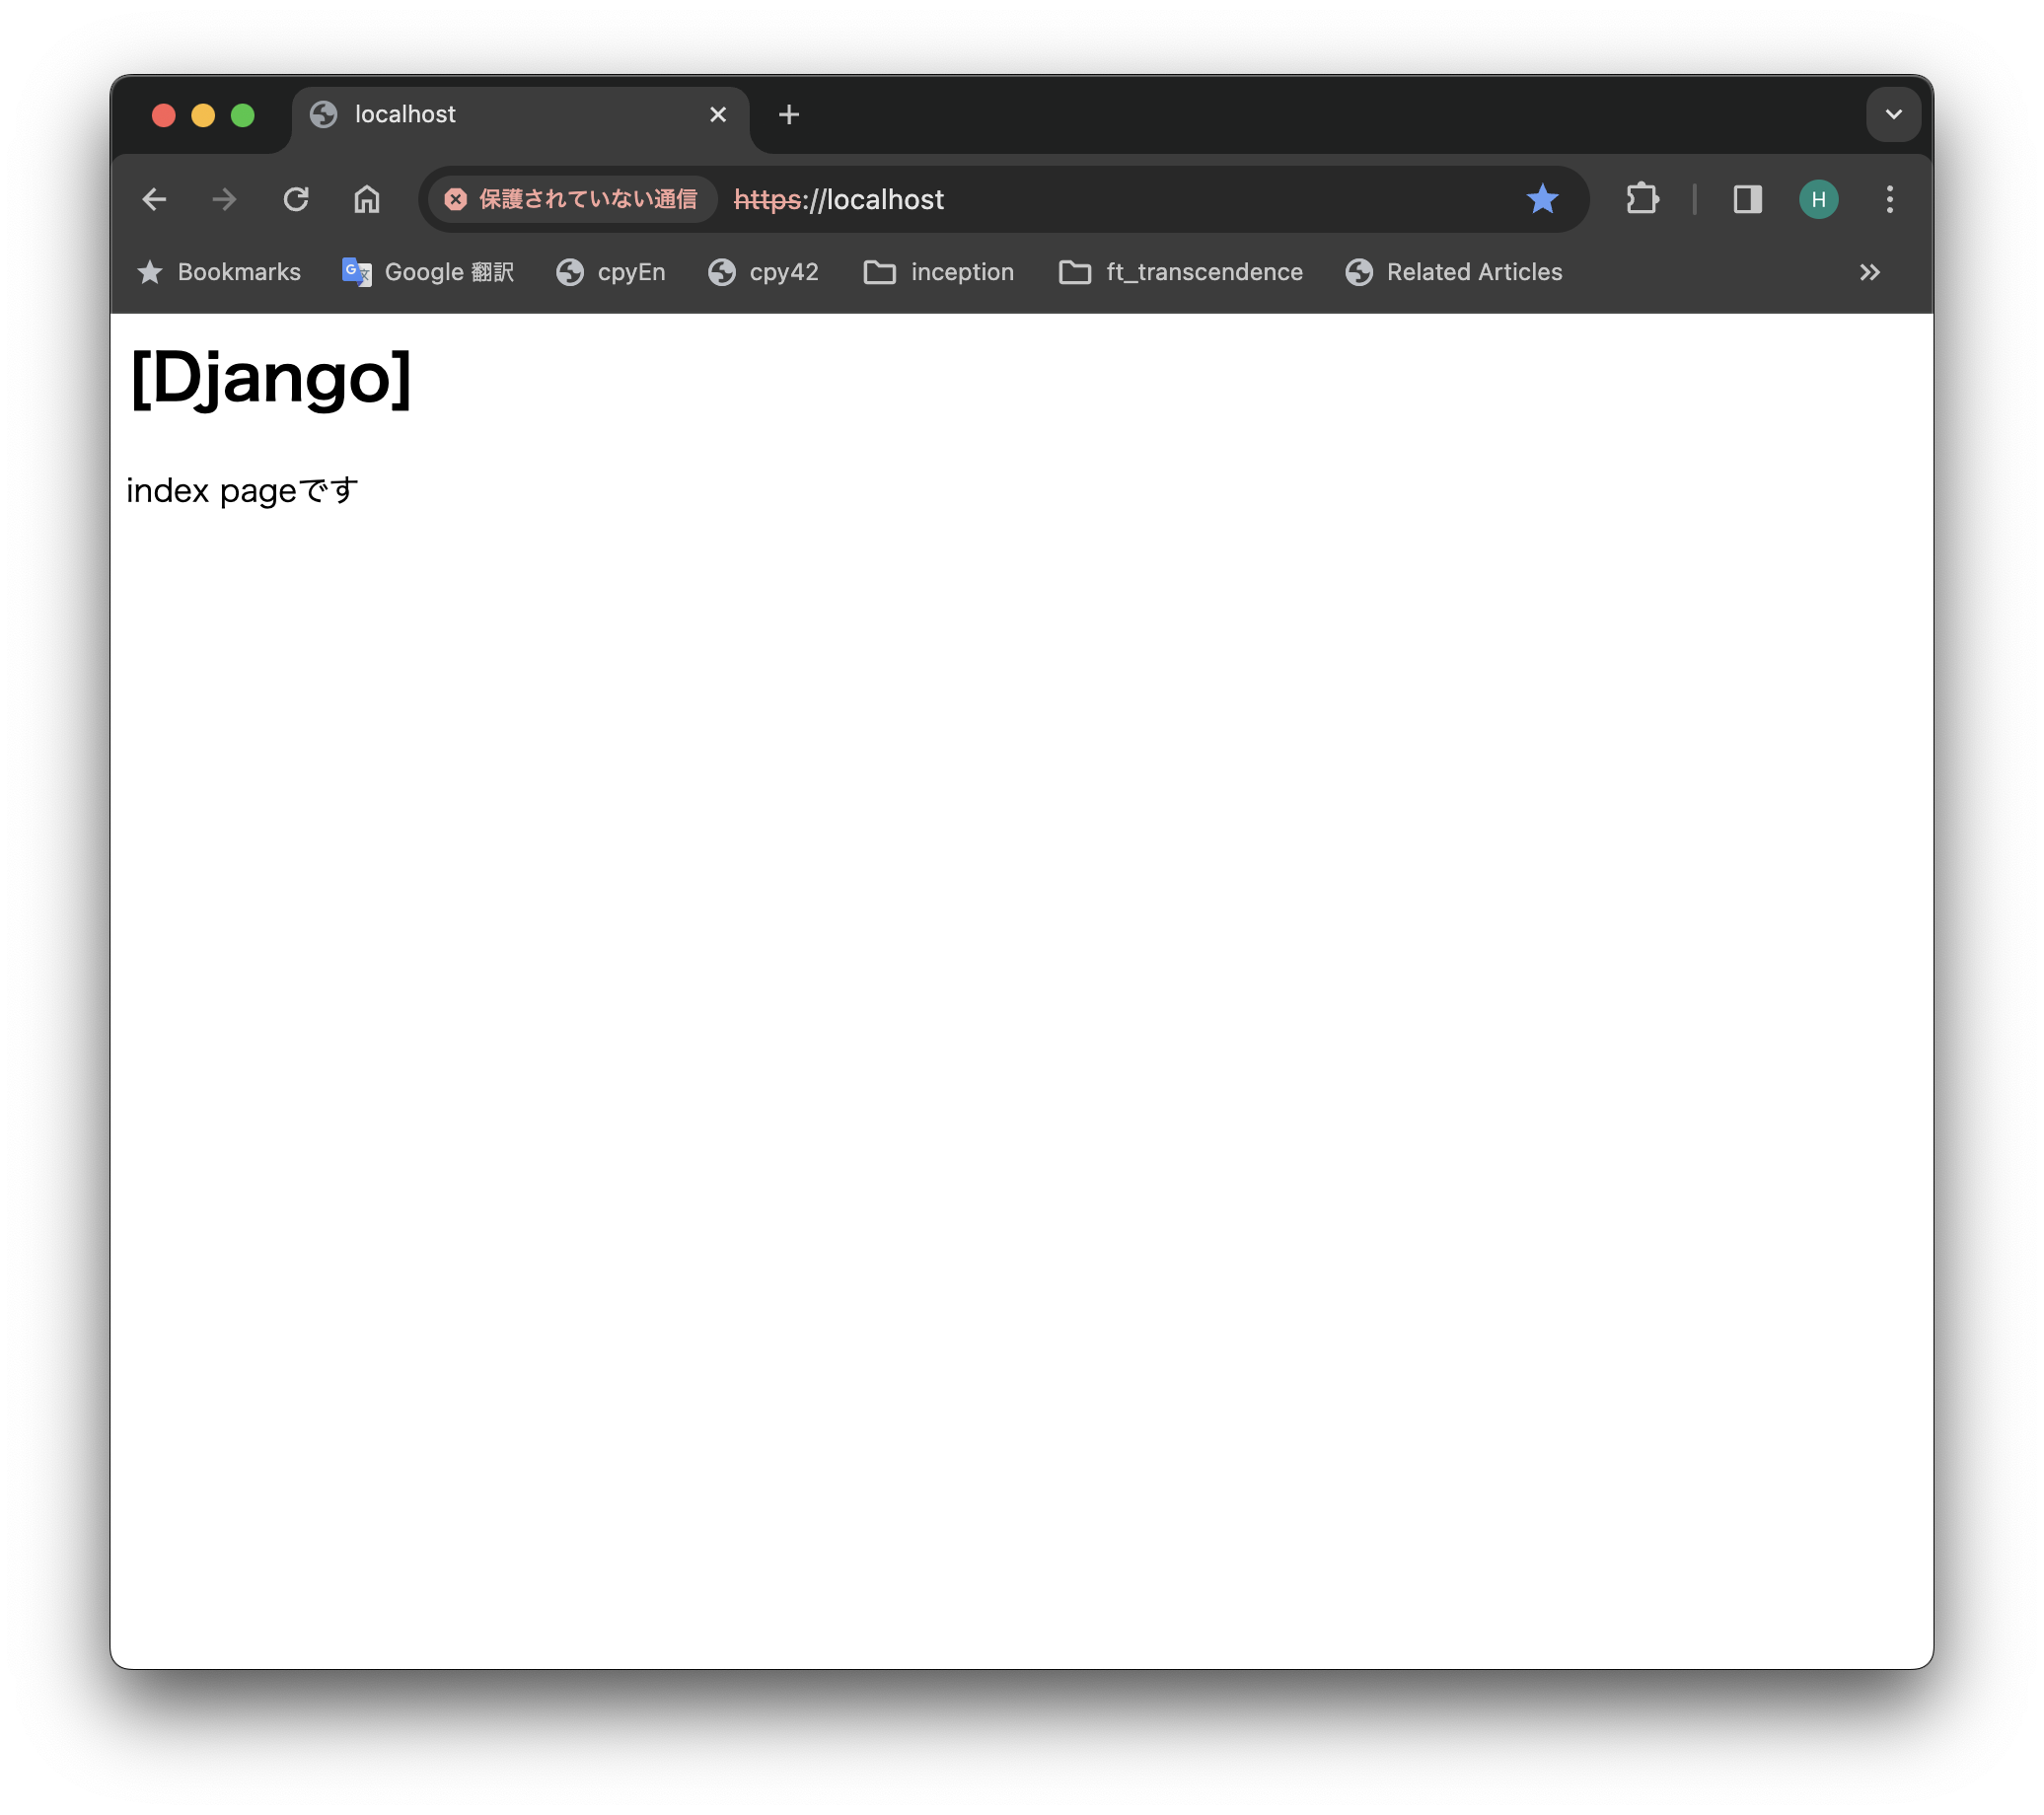 localhost
保護されていない通信 https://localhost H
Bookmarks Google 翻訳 cpyEn cpy42 inception ft_transcendence Related Articles
[Django]
index pageです